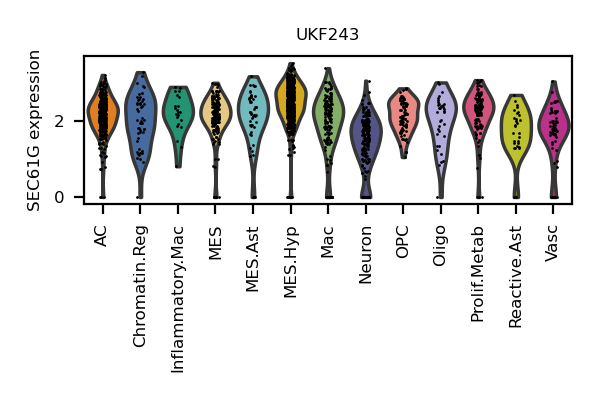 UKF243
SEC61G expression
2
0
AC
Chromatin.Reg
Inflammatory.Mac
MES
MES.Ast
MES.Hyp
Mac
Neuron
OPC
Oligo
Prolif.Metab
Reactive.Ast
Vasc